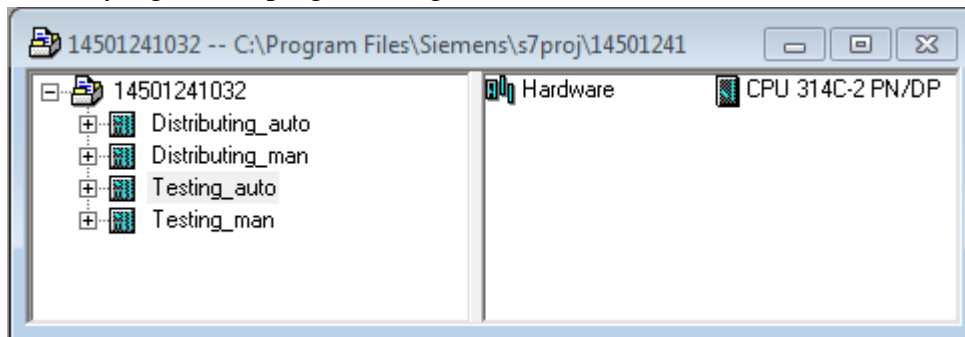 14501241032 -- C:\Program Files\Siemens\s7proj\14501241
14501241032
Distributing_auto
Distributing_man
Testing_auto
Testing_man
Hardware
CPU 314C-2 PN/DP